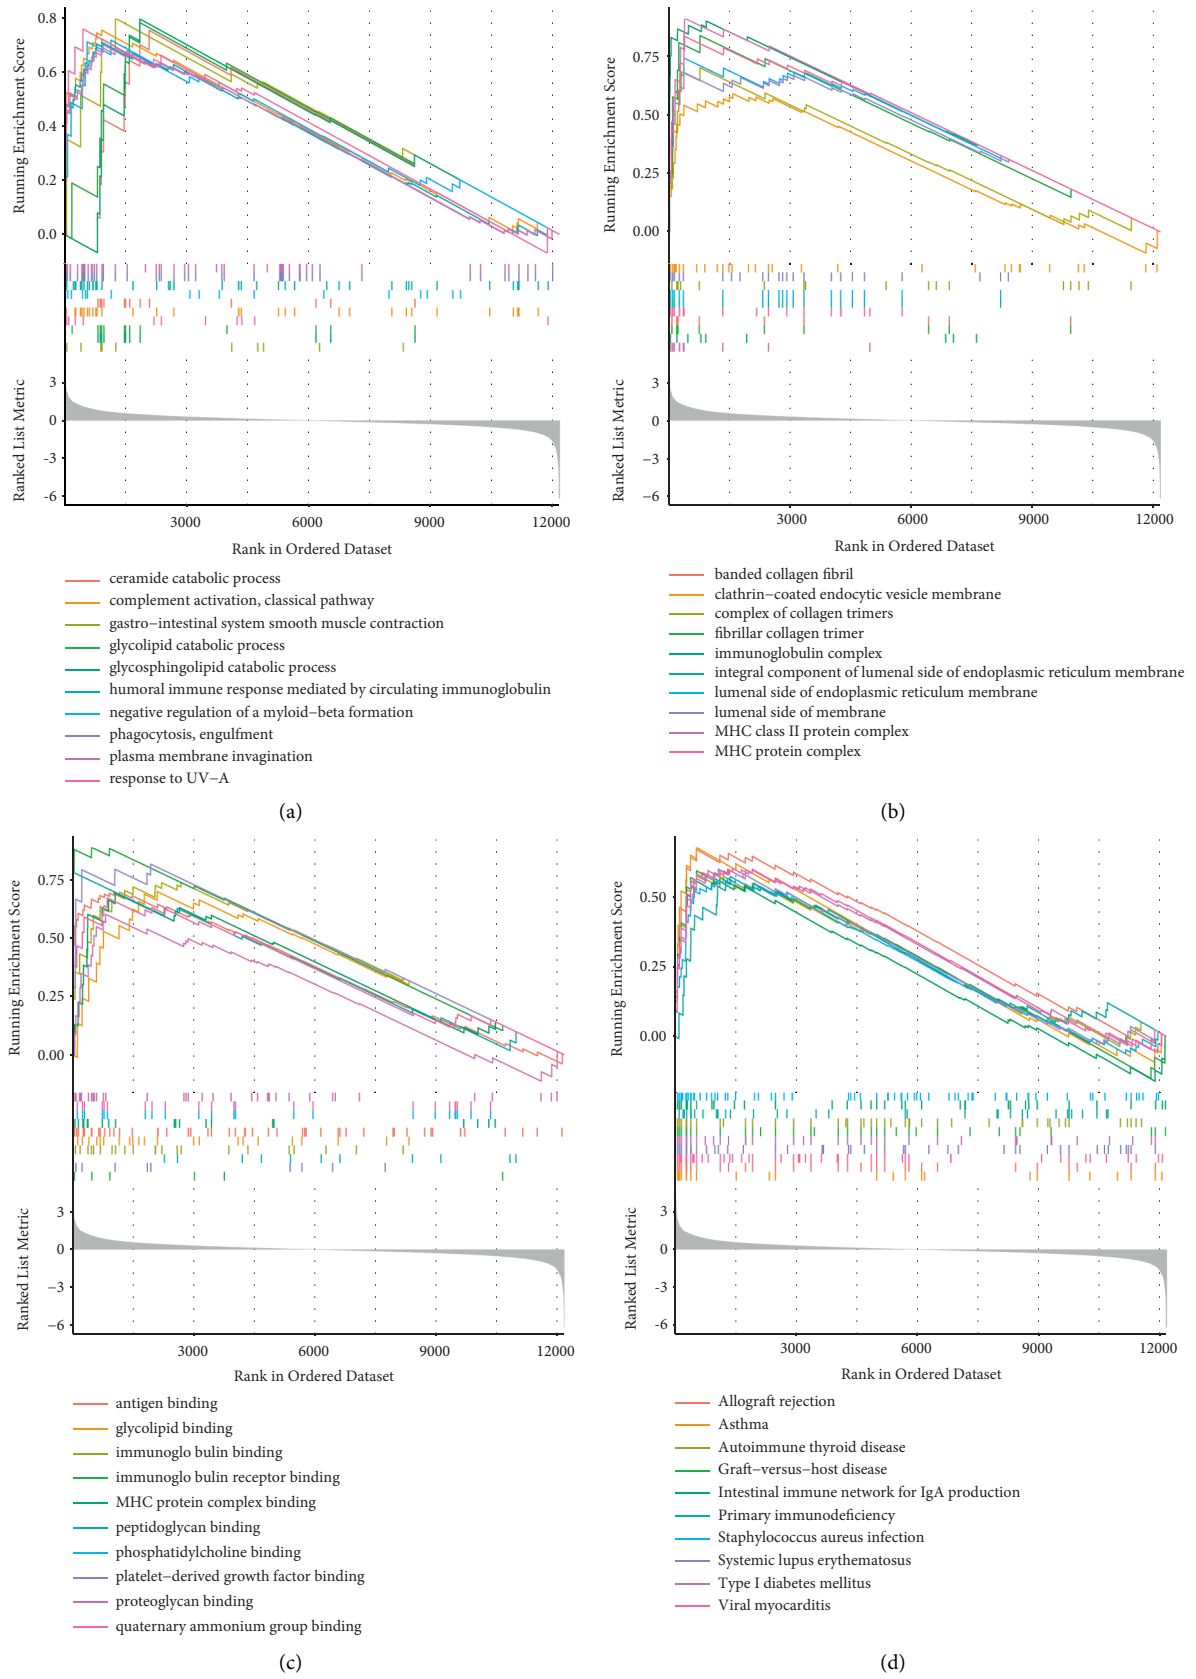 0.8
0.6
0.4
0.2
0.0
Running Enrichment Score
3
0
−3
-6
Ranked List Metric
3000
6000
9000
12000
Rank in Ordered Dataset
ceramide catabolic process
complement activation, classical pathway
gastro−intestinal system smooth muscle contraction
glycolipid catabolic process
glycosphingolipid catabolic process
humoral immune response mediated by circulating immunoglobulin
negative regulation of a myloid−beta formation
phagocytosis, engulfment
plasma membrane invagination
response to UV−A
(a)
0.75
0.50
0.25
0.00
Running Enrichment Score
3
0
−3
−6
Ranked List Metric
3000
6000
9000
12000
Rank in Ordered Dataset
banded collagen fibril
clathrin−coated endocytic vesicle membrane
complex of collagen trimers
fibrillar collagen trimer
immunoglobulin complex
integral component of lumenal side of endoplasmic reticulum membrane
lumenal side of endoplasmic reticulum membrane
lumenal side of membrane
MHC class II protein complex
MHC protein complex
(b)
0.75
0.50
0.25
0.00
Running Enrichment Score
3
0
−3
−6
Ranked List Metric
3000
6000
9000
12000
Rank in Ordered Dataset
antigen binding
glycolipid binding
immunoglo bulin binding
immunoglo bulin receptor binding
MHC protein complex binding
peptidoglycan binding
phosphatidylcholine binding
platelet−derived growth factor binding
proteoglycan binding
quaternary ammonium group binding
(c)
0.50
0.25
0.00
Running Enrichment Score
3
0
−3
-6
Ranked List Metric
3000
6000
9000
12000
Rank in Ordered Dataset
Allograft rejection
Asthma
Autoimmune thyroid disease
Graft−versus−host disease
Intestinal immune network for IgA production
Primary immunodeficiency
Staphylococcus aureus infection
Systemic lupus erythematosus
Type I diabetes mellitus
Viral myocarditis
(d)